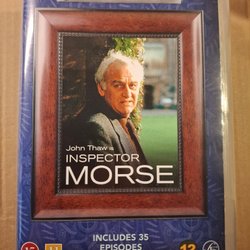 John Thaw is
INSPECTOR
MORSE
INCLUDES 35
EPISODES